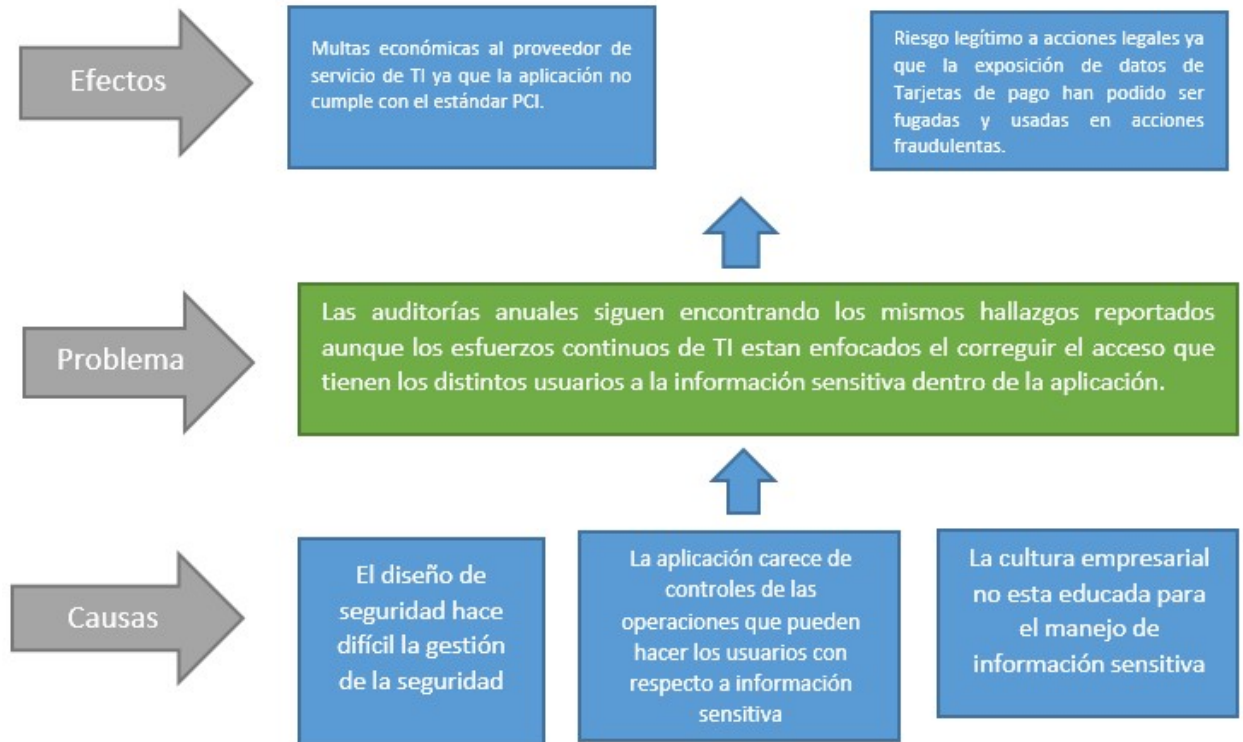 Efectos
Multas económicas al proveedor de
servicio de TI ya que la aplicación no
cumple con el estándar PCI.
Riesgo legítimo a acciones legales ya
que la exposición de datos de
Tarjetas de pago han podido ser
fugadas y usadas en acciones
fraudulentas.
Problema
Las auditorías anuales siguen encontrando los mismos hallazgos reportados
aunque los esfuerzos continuos de TI estan enfocados el correguir el acceso que
tienen los distintos usuarios a la información sensitiva dentro de la aplicación.
Causas
El diseño de
seguridad hace
difícil la gestión
de la seguridad
La aplicación carece de
controles de las
operaciones que pueden
hacer los usuarios con
respecto a información
sensitiva
La cultura empresarial
no esta educada para
el manejo de
información sensitiva